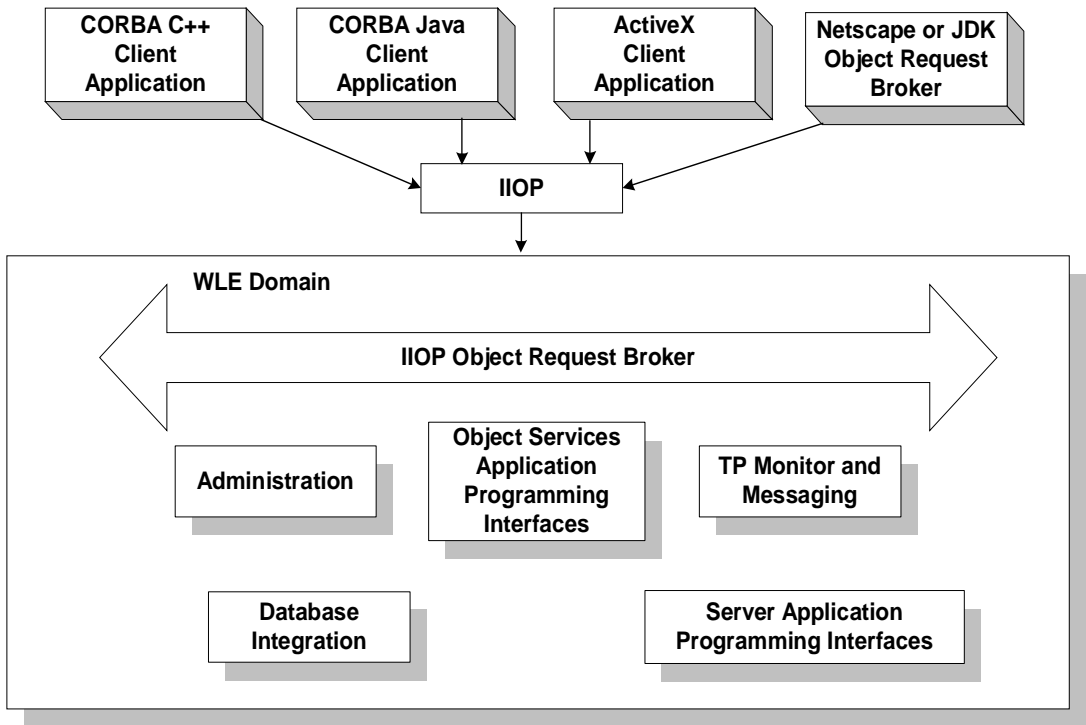 CORBA C++
Client
Application
CORBA Java
Client
Application
ActiveX
Client
Application
Netscape or JDK
Object Request
Broker
IIOP
WLE Domain
IIOP Object Request Broker
Administration
Object Services
Application
Programming
Interfaces
TP Monitor and
Messaging
Database
Integration
Server Application
Programming Interfaces